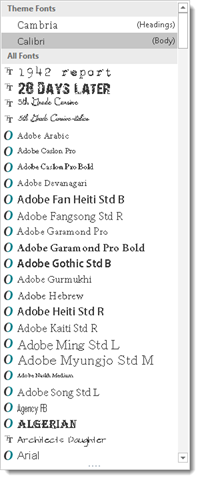 Theme Fonts
Cambria (Headings)
Calibri (Body)
All Fonts
1942 report
28 Days Later
5th Grade Cursive
5th Grade Cursive-italics
Adobe Arabic
Adobe Caslon Pro
Adobe Caslon Pro Bold
Adobe Devanagari
Adobe Fan Heiti Std B
Adobe Fangsong Std R
Adobe Garamond Pro
Adobe Garamond Pro Bold
Adobe Gothic Std B
Adobe Gurmukhi
Adobe Hebrew
Adobe Heiti Std R
Adobe Kaiti Std R
Adobe Ming Std L
Adobe Myungjo Std M
Adobe Naskh Medium
Adobe Song Std L
Agency FB
ALGERIAN
Architects Daughter
Arial